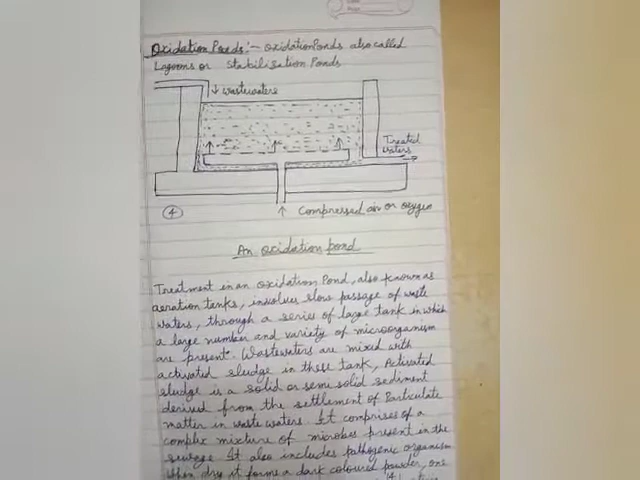 Oxidation Ponds:- oxidation Ponds also called
Lagoons or Stabilisation Ponds
↓ wastewaters
Treated
waters
④
↑ Compressed air or oxygen
An oxidation pond
Treatment in an oxidation Pond, also known as
aeration tanks, involves slow passage of waste
waters, through a series of large tank in which
a large number and variety of microorganism
are present. Wastewaters are mixed with
activated sludge in these tank, Activated
sludge is a solid or semi solid sediment
derived from the settlement of Particulate
matter in waste waters. It comprises of a
complex mixture of microbes present in the
sewage It also includes pathogenic organism
When dry it forms a dark coloured powder, one